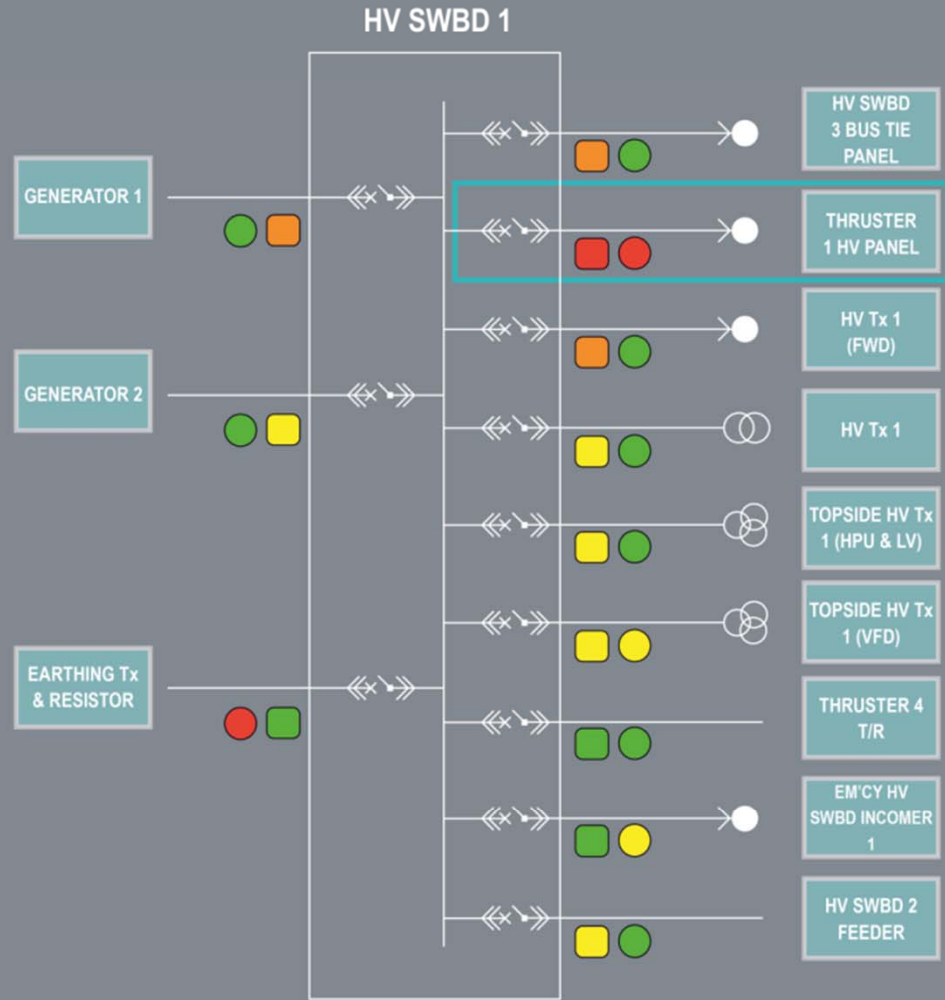 HV SWBD 1
GENERATOR 1
GENERATOR 2
EARTHING Tx
& RESISTOR
HV SWBD
3 BUS TIE
PANEL
THRUSTER
1 HV PANEL
HV Tx 1
(FWD)
HV Tx 1
TOPSIDE HV Tx
1 (HPU & LV)
TOPSIDE HV Tx
1 (VFD)
THRUSTER 4
T/R
EM'CY HV
SWBD INCOMER
1
HV SWBD 2
FEEDER